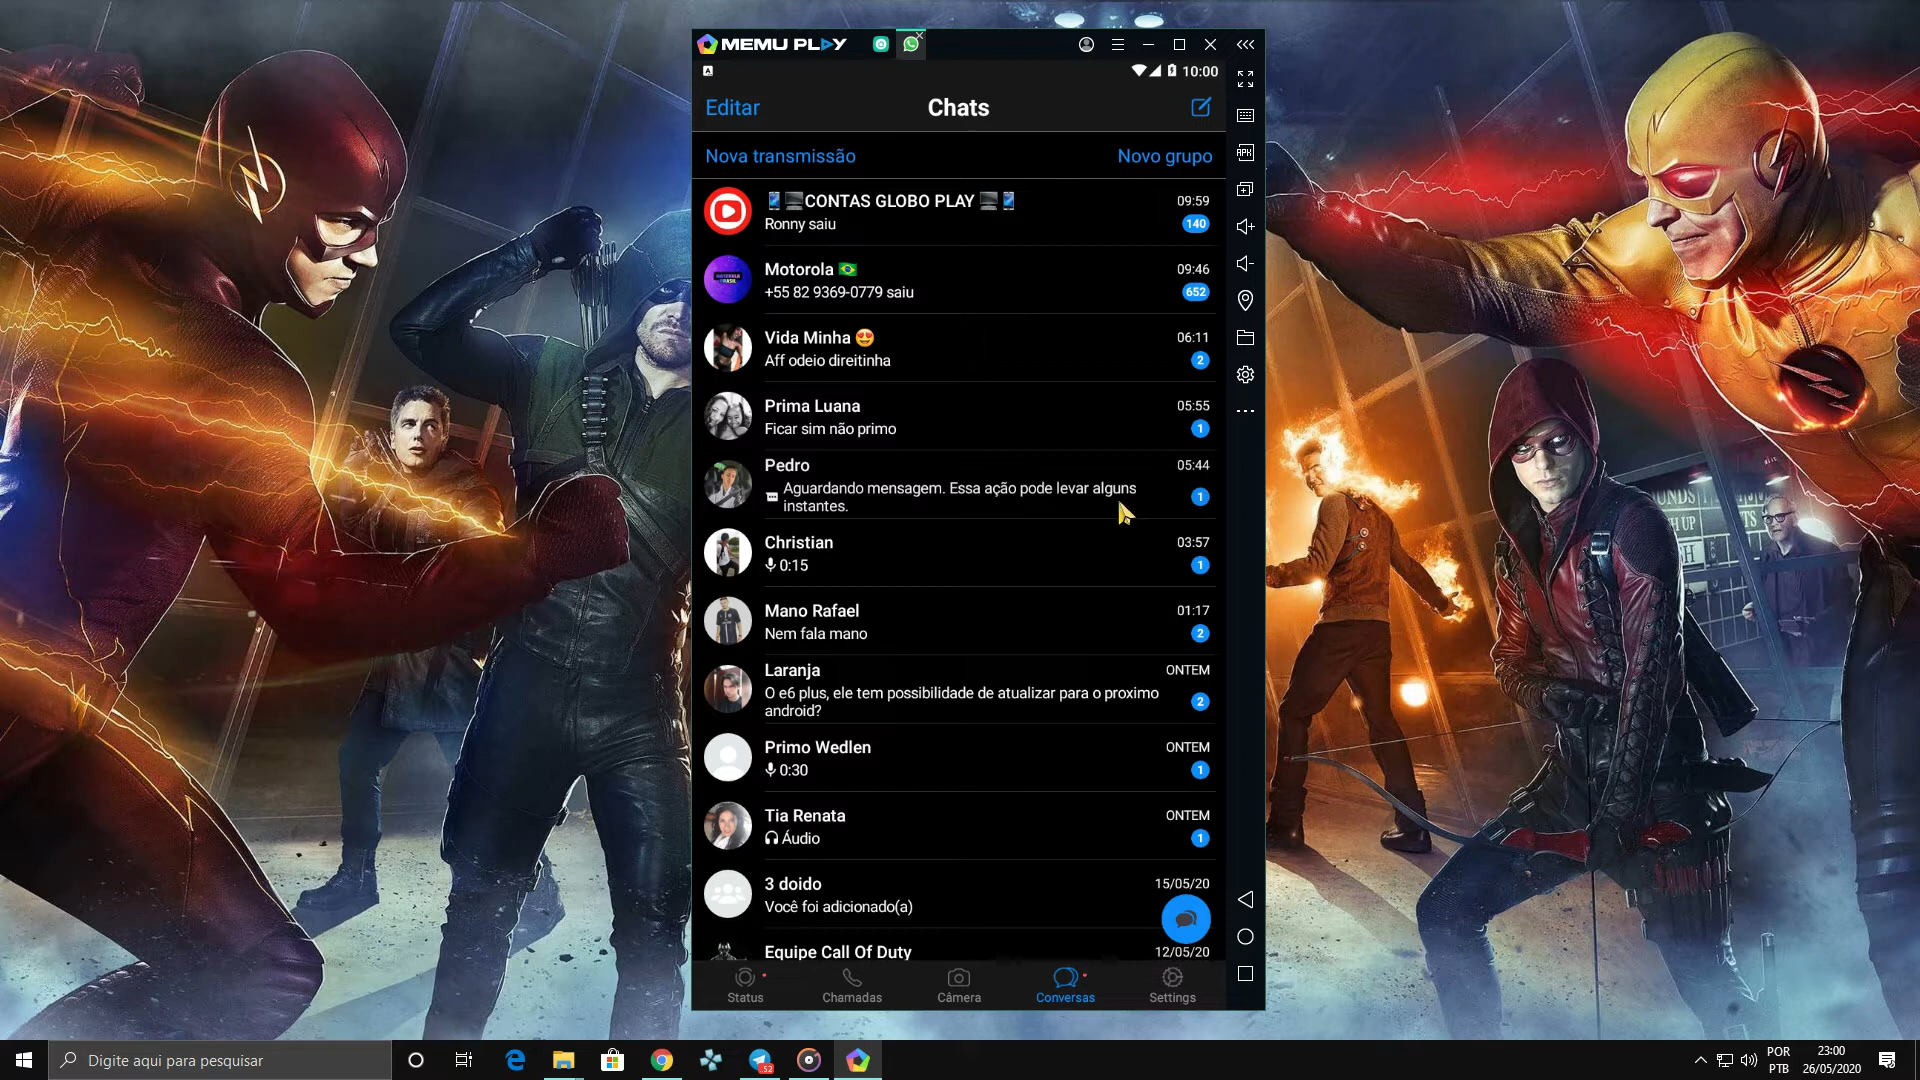 MEMU PLAY
10:00
Editar
Chats
Nova transmissão
Novo grupo
CONTAS GLOBO PLAY
09:59
Ronny saiu
140
Motorola
09:46
+55 82 9369-0779 saiu
652
Vida Minha
06:11
Aff odeio direitinha
2
Prima Luana
05:55
Ficar sim não primo
1
Pedro
05:44
Aguardando mensagem. Essa ação pode levar alguns
instantes.
1
Christian
03:57
0:15
1
Mano Rafael
01:17
Nem fala mano
2
Laranja
ONTEM
O e6 plus, ele tem possibilidade de atualizar para o proximo
android?
2
Primo Wedlen
ONTEM
0:30
1
Tia Renata
ONTEM
Áudio
1
3 doido
15/05/20
Você foi adicionado(a)
Equipe Call Of Duty
12/05/20
Status
Chamadas
Câmera
Conversas
Settings
Digite aqui para pesquisar
52
POR
PTB
23:00
26/05/2020